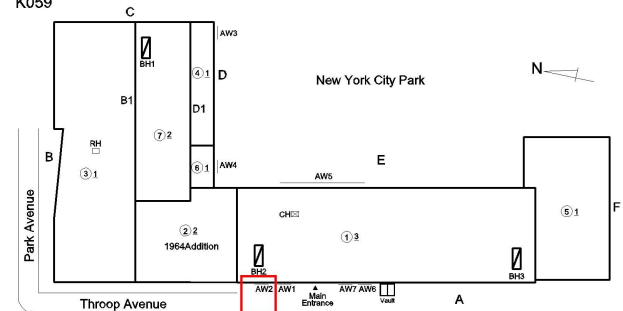 K059
C
AW3
BH1
4 1
D
New York City Park
N
B1
D1
7 2
RH
B
E
6 1
AW4
3 1
AW5
Park Avenue
5 1
F
CH
2 2
1964Addition
1 3
BH2
BH3
AW2
AW1
Main
Entrance
AW7
AW6
Vault
A
Throop Avenue